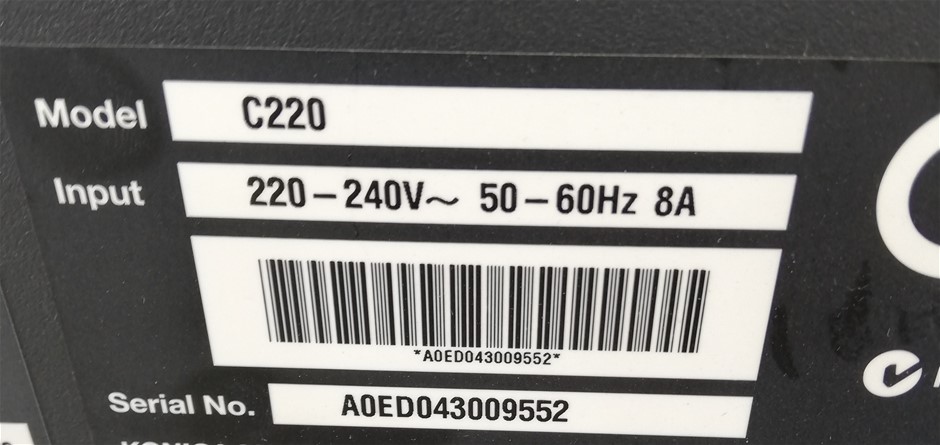 Model C220
Input 220-240V~ 50-60Hz 8A
*A0ED043009552*
Serial No. A0ED043009552